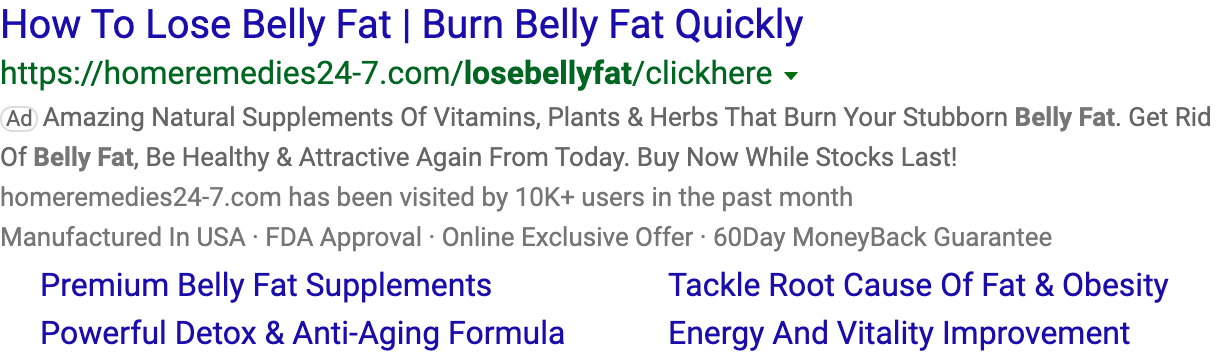 How To Lose Belly Fat | Burn Belly Fat Quickly
https://homeremedies24-7.com/losebellyfat/clickhere
Ad Amazing Natural Supplements Of Vitamins, Plants & Herbs That Burn Your Stubborn Belly Fat. Get Rid
Of Belly Fat, Be Healthy & Attractive Again From Today. Buy Now While Stocks Last!
homeremedies24-7.com has been visited by 10K+ users in the past month
Manufactured In USA · FDA Approval · Online Exclusive Offer · 60Day MoneyBack Guarantee
Premium Belly Fat Supplements Tackle Root Cause Of Fat & Obesity
Powerful Detox & Anti-Aging Formula Energy And Vitality Improvement